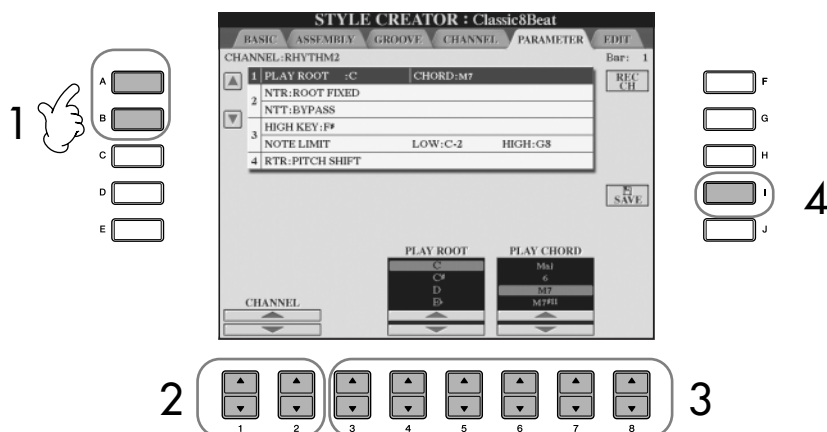 STYLE CREATOR : Classic8Beat
BASIC ASSEMBLY GROOVE CHANNEL PARAMETER EDIT
CHANNEL:RHYTHM2 Bar: 1
1 PLAY ROOT :C CHORD:M7
REC CH
2 NTR:ROOT FIXED
NTT:BYPASS
3 HIGH KEY:F#
NOTE LIMIT LOW:C-2 HIGH:G8
4 RTR:PITCH SHIFT
SAVE
PLAY ROOT PLAY CHORD
C Maj
C# 6
D M7
E♭ M7#11
CHANNEL
A
B
C
D
E
F
G
H
I
J
1
4
2
3
1 2 3 4 5 6 7 8